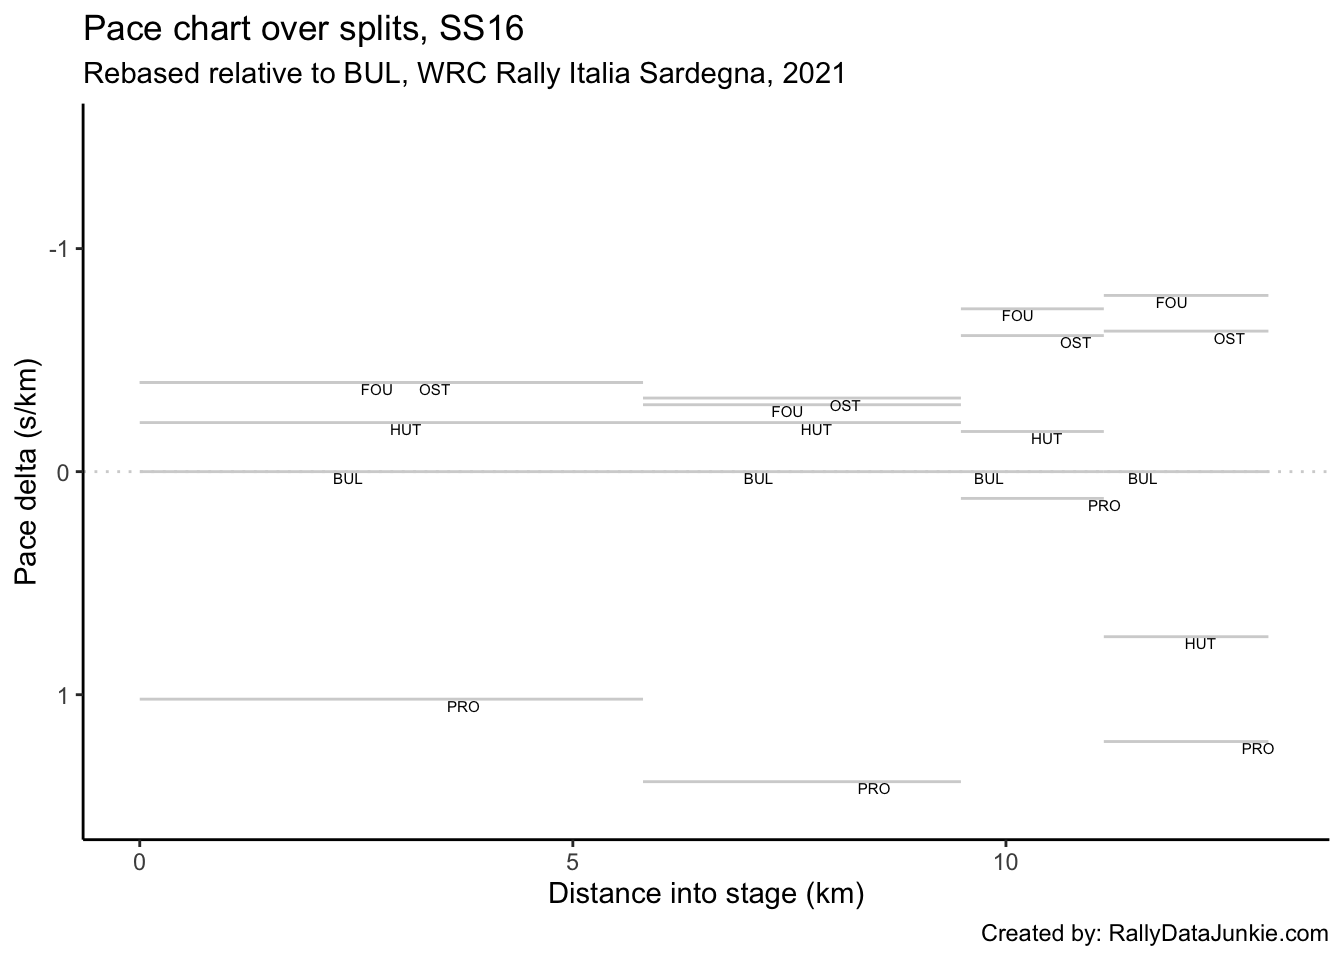 Pace chart over splits, SS16
Rebased relative to BUL, WRC Rally Italia Sardegna, 2021
Pace delta (s/km)
-1
0
1
FOU
OST
HUT
BUL
PRO
FOU
OST
HUT
BUL
PRO
FOU
OST
HUT
BUL
PRO
FOU
OST
BUL
HUT
PRO
0
5
10
Distance into stage (km)
Created by: RallyDataJunkie.com